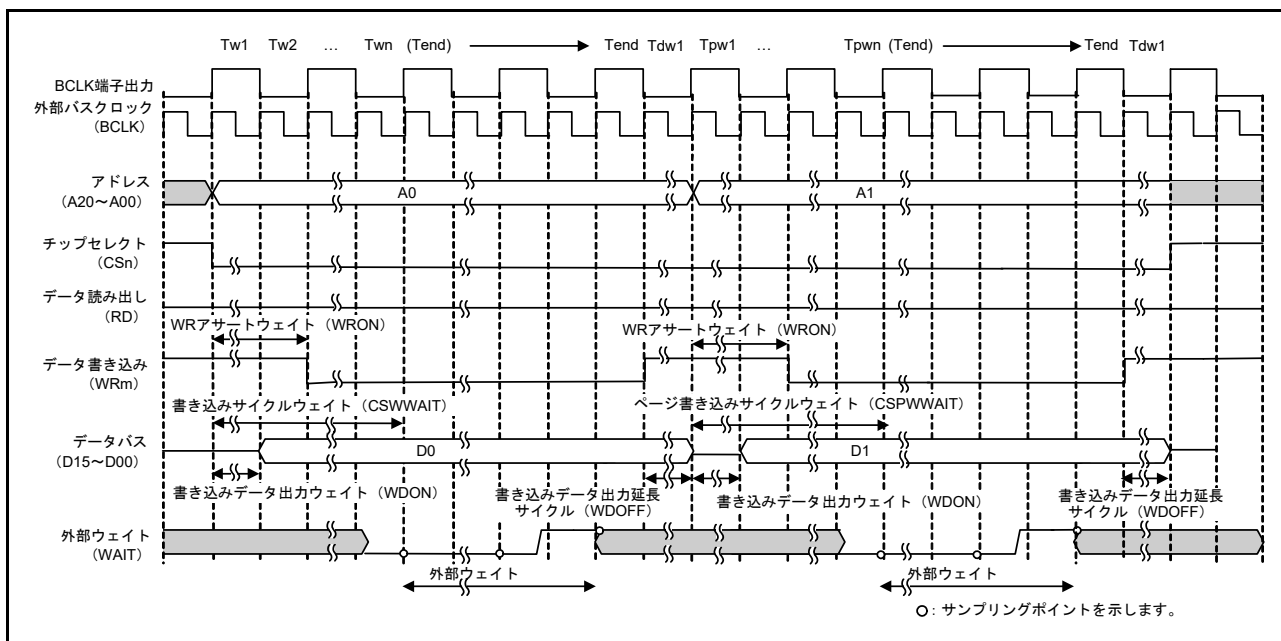 Tw1 Tw2 … Twn (Tend) Tend Tdw1 Tpw1 … Tpwn (Tend) Tend Tdw1
BCLK端子出力
外部バスクロック
（BCLK）
アドレス
（A20～A00）
A0
A1
チップセレクト
（CSn）
データ読み出し
（RD）
WRアサートウェイト（WRON）
WRアサートウェイト（WRON）
データ書き込み
（WRm）
書き込みサイクルウェイト（CSWWAIT）
ページ書き込みサイクルウェイト（CSPWWAIT）
データバス
（D15～D00）
D0
D1
書き込みデータ出力ウェイト（WDON）
書き込みデータ出力延長
サイクル（WDOFF）
書き込みデータ出力ウェイト（WDON）
書き込みデータ出力延長
サイクル（WDOFF）
外部ウェイト
（WAIT）
外部ウェイト
外部ウェイト
：サンプリングポイントを示します。